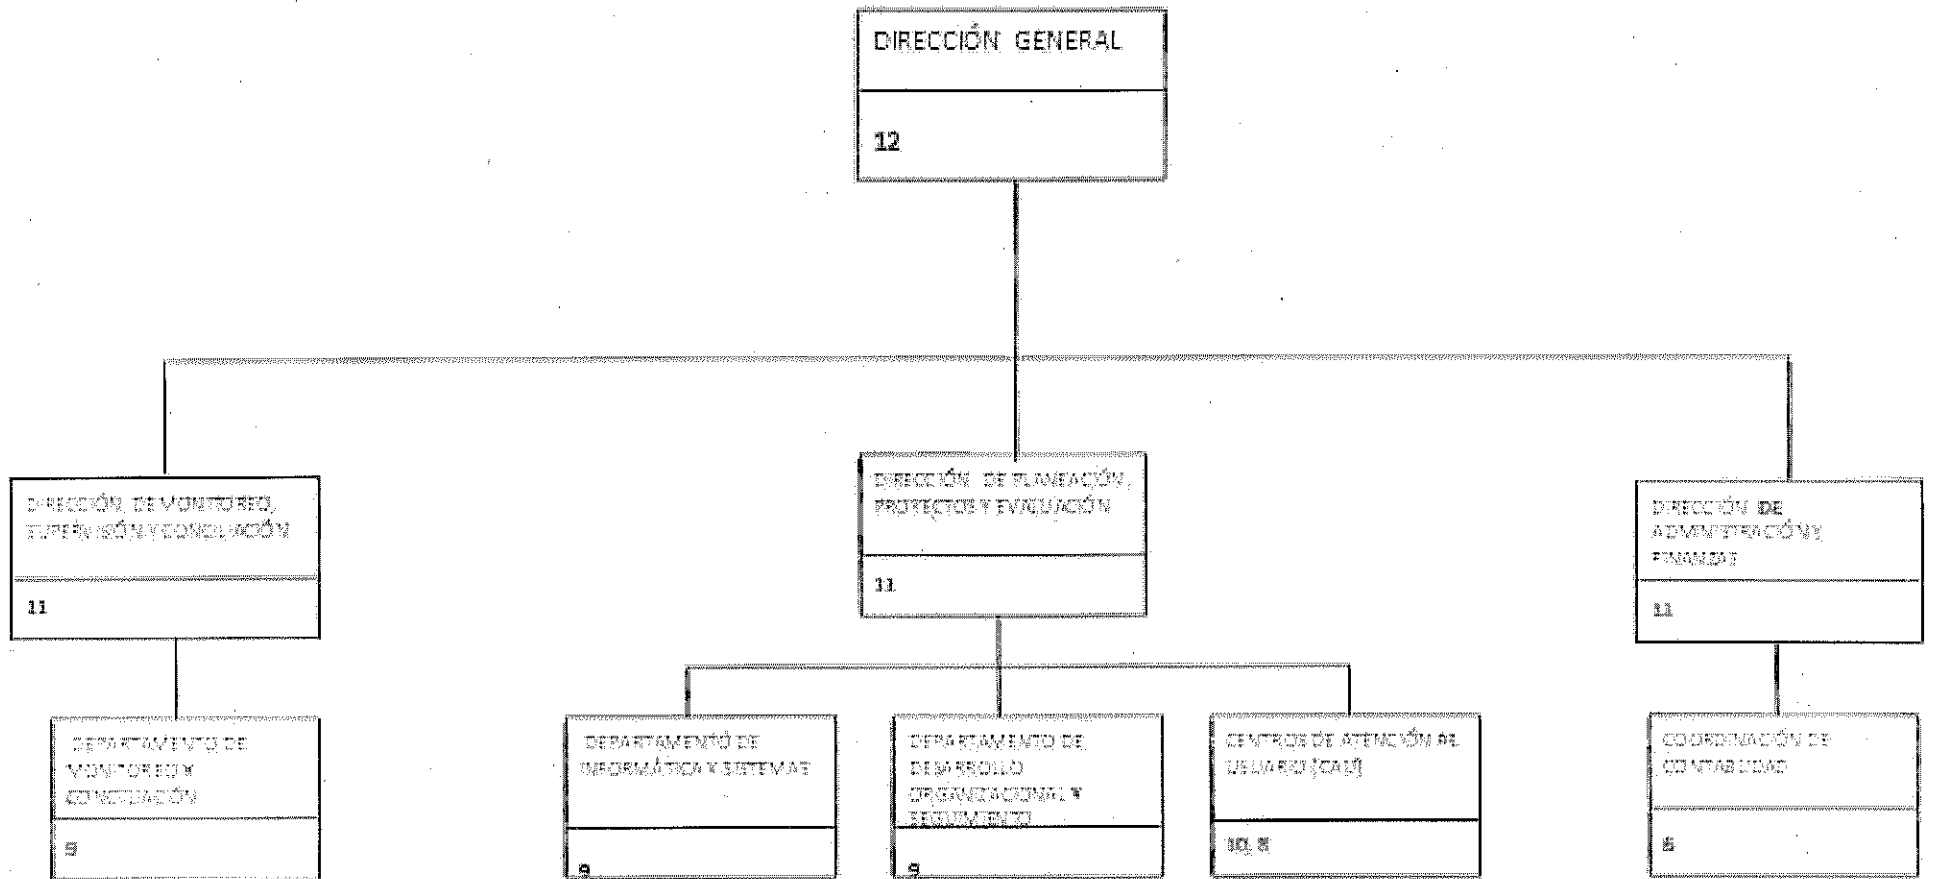 DIRECCIÓN GENERAL
12
DIRECCIÓN DE MONITOREO,
SUPERVISIÓN Y CONCILIACIÓN
11
DIRECCIÓN DE PLANEACIÓN,
PROYECTOS Y EVALUACIÓN
11
DIRECCIÓN DE
ADMINISTRACIÓN Y
FINANZAS
11
DEPARTAMENTO DE
MONITOREO Y
CONCILIACIÓN
9
DEPARTAMENTO DE
INFORMÁTICA Y SISTEMAS
9
DEPARTAMENTO DE
DESARROLLO
ORGANIZACIONAL Y
SEGUIMIENTO
9
CENTROS DE ATENCIÓN AL
USUARIO (CAU)
10, 8
COORDINACIÓN DE
CONTABILIDAD